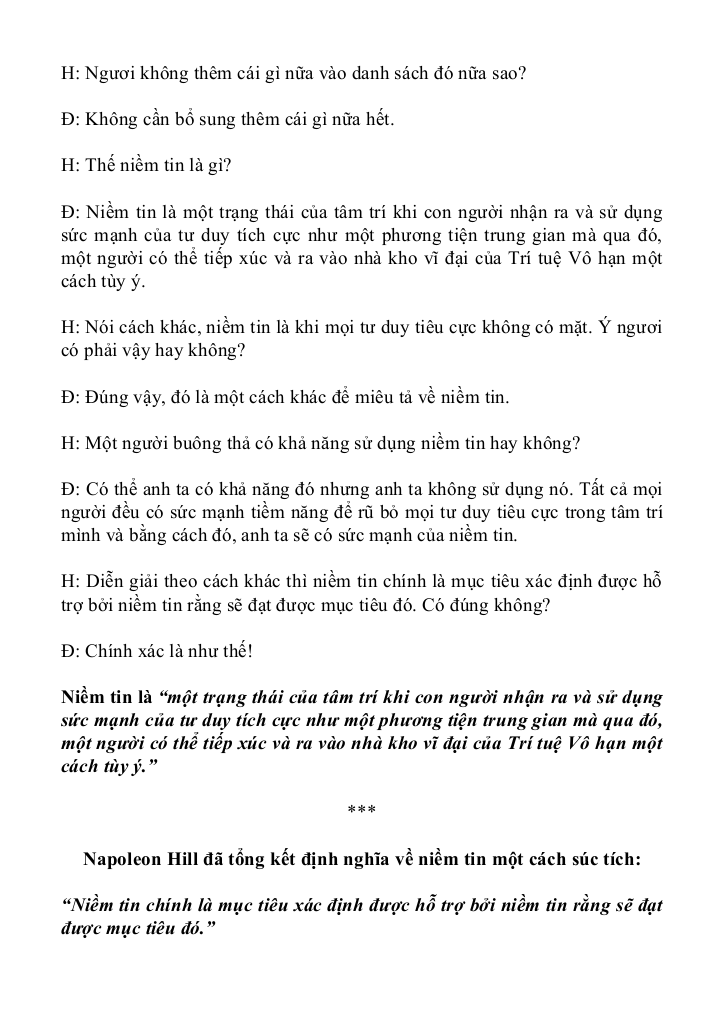 H: Ngươi không thêm cái gì nữa vào danh sách đó nữa sao?
Đ: Không cần bổ sung thêm cái gì nữa hết.
H: Thế niềm tin là gì?
Đ: Niềm tin là một trạng thái của tâm trí khi con người nhận ra và sử dụng
sức mạnh của tư duy tích cực như một phương tiện trung gian mà qua đó,
một người có thể tiếp xúc và ra vào nhà kho vĩ đại của Trí tuệ Vô hạn một
cách tùy ý.
H: Nói cách khác, niềm tin là khi mọi tư duy tiêu cực không có mặt. Ý ngươi
có phải vậy hay không?
Đ: Đúng vậy, đó là một cách khác để miêu tả về niềm tin.
H: Một người buông thả có khả năng sử dụng niềm tin hay không?
Đ: Có thể anh ta có khả năng đó nhưng anh ta không sử dụng nó. Tất cả mọi
người đều có sức mạnh tiềm năng để rũ bỏ mọi tư duy tiêu cực trong tâm trí
mình và bằng cách đó, anh ta sẽ có sức mạnh của niềm tin.
H: Diễn giải theo cách khác thì niềm tin chính là mục tiêu xác định được hỗ
trợ bởi niềm tin rằng sẽ đạt được mục tiêu đó. Có đúng không?
Đ: Chính xác là như thế!
Niềm tin là “một trạng thái của tâm trí khi con người nhận ra và sử dụng
sức mạnh của tư duy tích cực như một phương tiện trung gian mà qua đó,
một người có thể tiếp xúc và ra vào nhà kho vĩ đại của Trí tuệ Vô hạn một
cách tùy ý.”
***
Napoleon Hill đã tổng kết định nghĩa về niềm tin một cách súc tích:
“Niềm tin chính là mục tiêu xác định được hỗ trợ bởi niềm tin rằng sẽ đạt
được mục tiêu đó.”